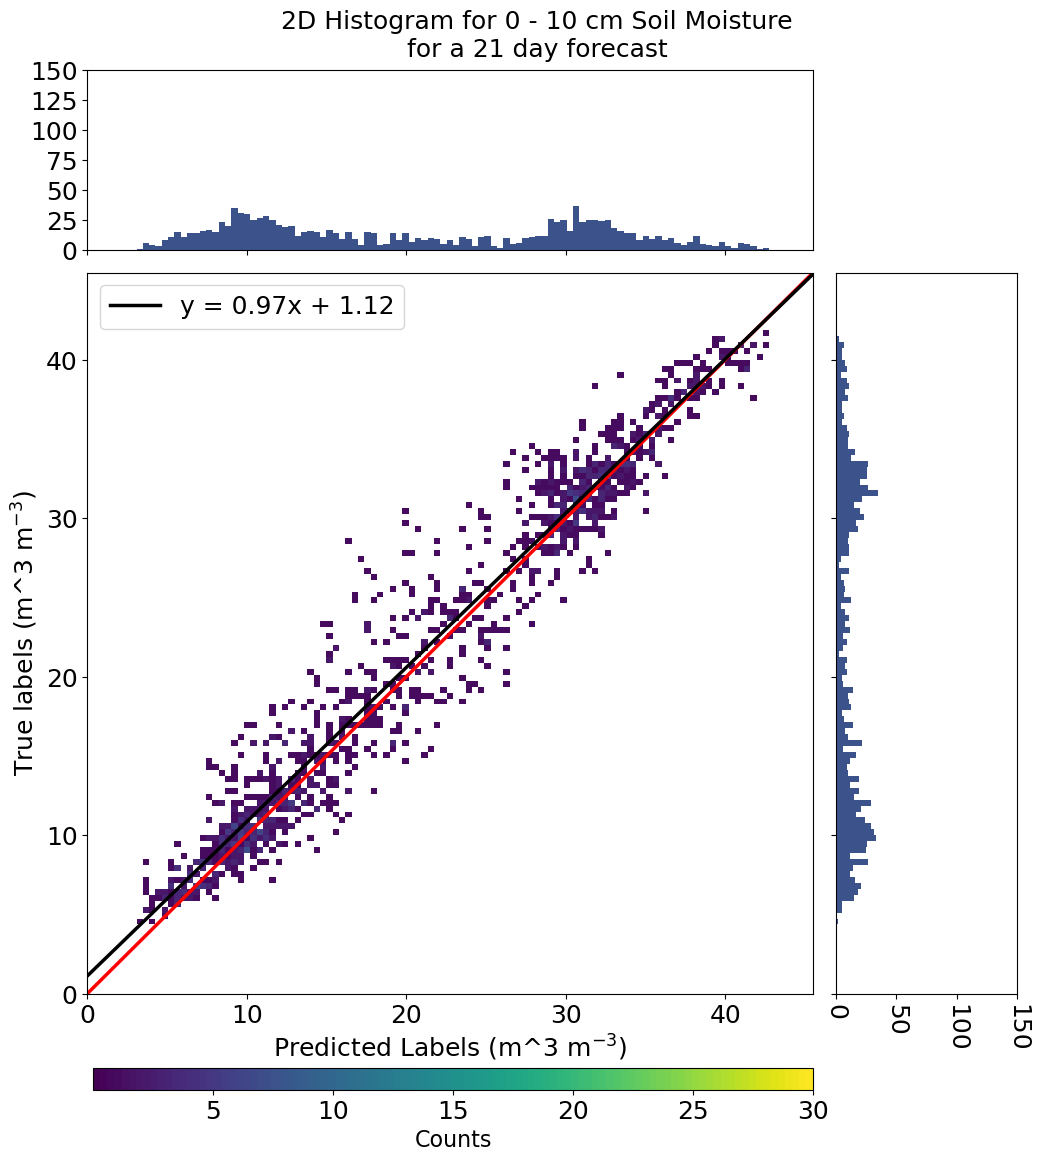 2D Histogram for 0 - 10 cm Soil Moisture
for a 21 day forecast
150
125
100
75
50
25
0
y = 0.97x + 1.12
40
30
20
10
0
True labels (m^3 m⁻³)
0 10 20 30 40
Predicted Labels (m^3 m⁻³)
0 50 100 150
5 10 15 20 25 30
Counts